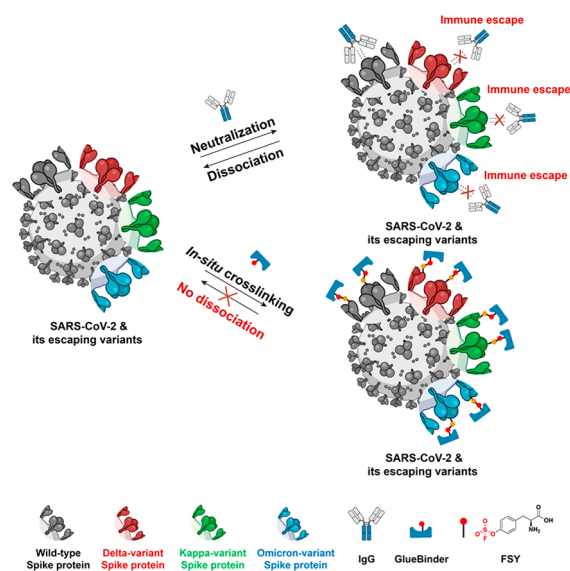 Immune escape
Immune escape
Immune escape
Neutralization
Dissociation
SARS-CoV-2 &
its escaping variants
In-situ crosslinking
No dissociation
SARS-CoV-2 &
its escaping variants
SARS-CoV-2 &
its escaping variants
Wild-type
Spike protein
Delta-variant
Spike protein
Kappa-variant
Spike protein
Omicron-variant
Spike protein
IgG
GlueBinder
FSY
O
O
S
F
O
O
OH
NH₂